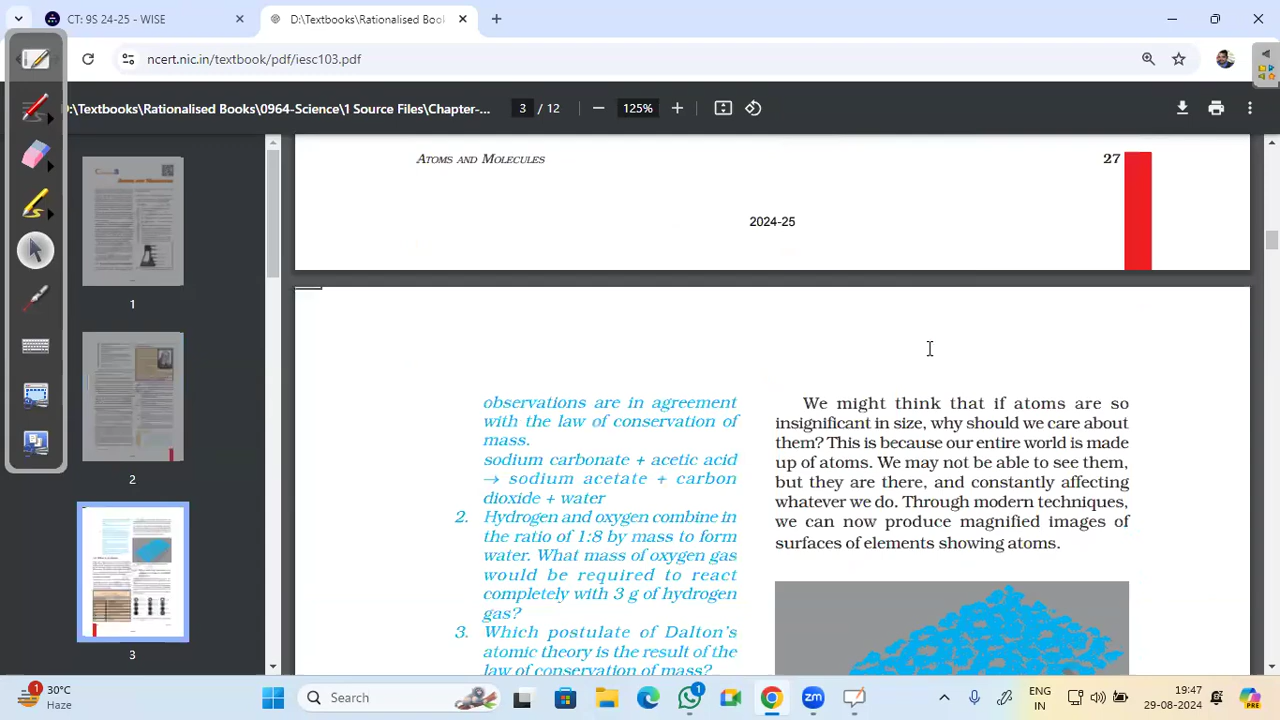 CT: 9S 24-25 - WISE
D:\Textbooks\Rationalised Boo
ncert.nic.in/textbook/pdf/iesc103.pdf
D:\Textbooks\Rationalised Books\0964-Science\1 Source Files\Chapter-...
3 / 12
125%
ATOMS AND MOLECULES
27
2024-25
1
2
3
observations are in agreement
with the law of conservation of
mass.
sodium carbonate + acetic acid
→ sodium acetate + carbon
dioxide + water
2. Hydrogen and oxygen combine in
the ratio of 1:8 by mass to form
water. What mass of oxygen gas
would be required to react
completely with 3 g of hydrogen
gas?
3. Which postulate of Dalton's
atomic theory is the result of the
law of conservation of mass?
We might think that if atoms are so
insignificant in size, why should we care about
them? This is because our entire world is made
up of atoms. We may not be able to see them,
but they are there, and constantly affecting
whatever we do. Through modern techniques,
we can now produce magnified images of
surfaces of elements showing atoms.
1
30°C
Haze
Search
1
zm
ENG
IN
19:47
29-08-2024
PRE